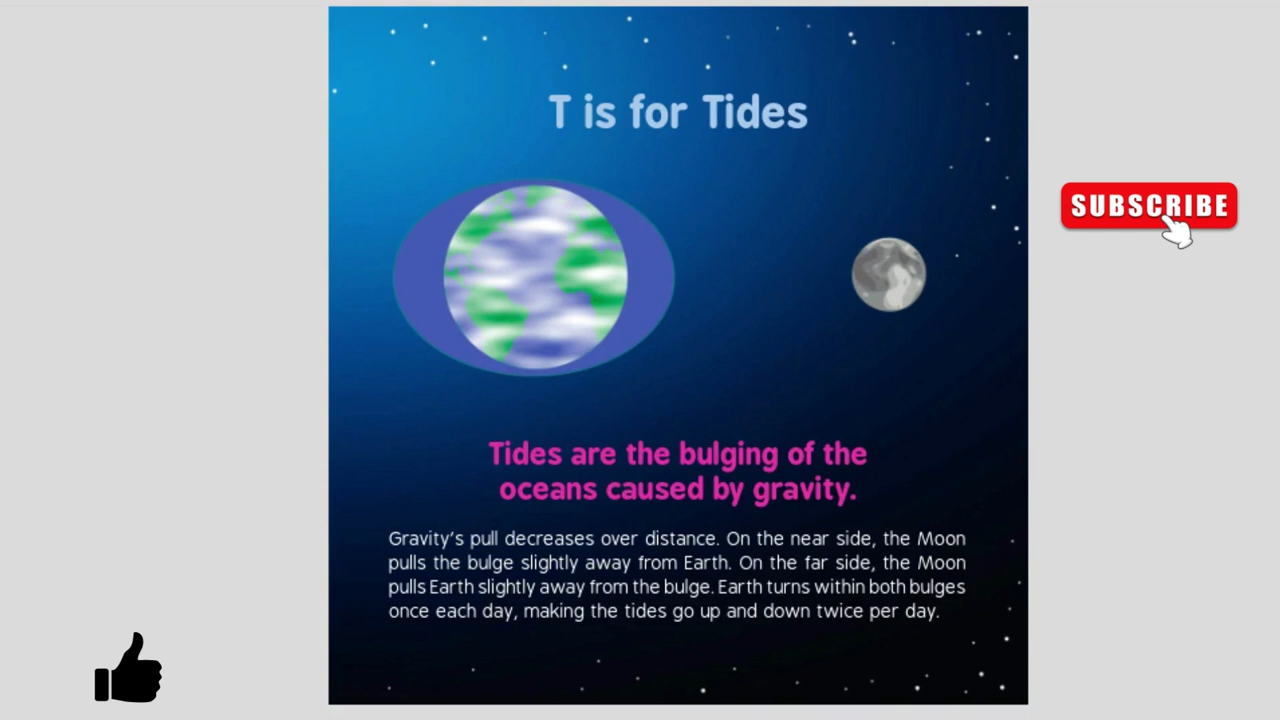 T is for Tides
SUBSCRIBE
Tides are the bulging of the
oceans caused by gravity.
Gravity’s pull decreases over distance. On the near side, the Moon
pulls the bulge slightly away from Earth. On the far side, the Moon
pulls Earth slightly away from the bulge. Earth turns within both bulges
once each day, making the tides go up and down twice per day.